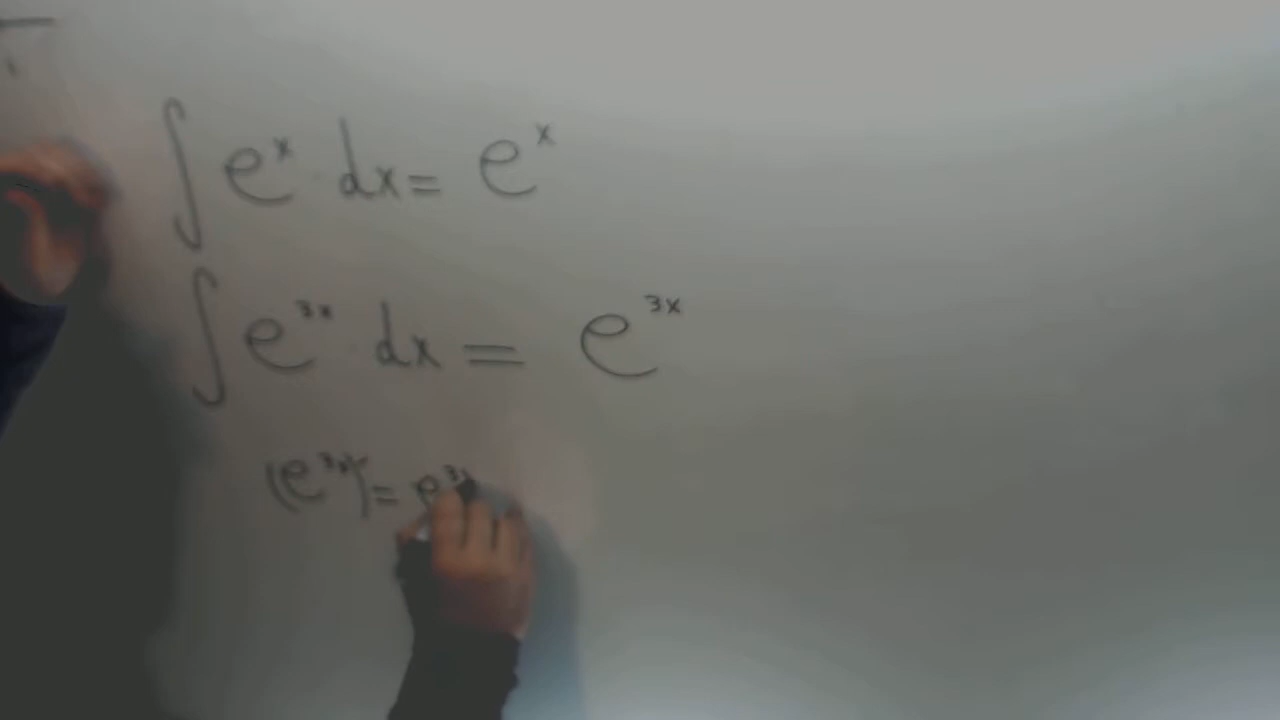 ∫ e^x dx = e^x
∫ e^{3x} dx = e^{3x}
(e^{3x})' = e^{3x}